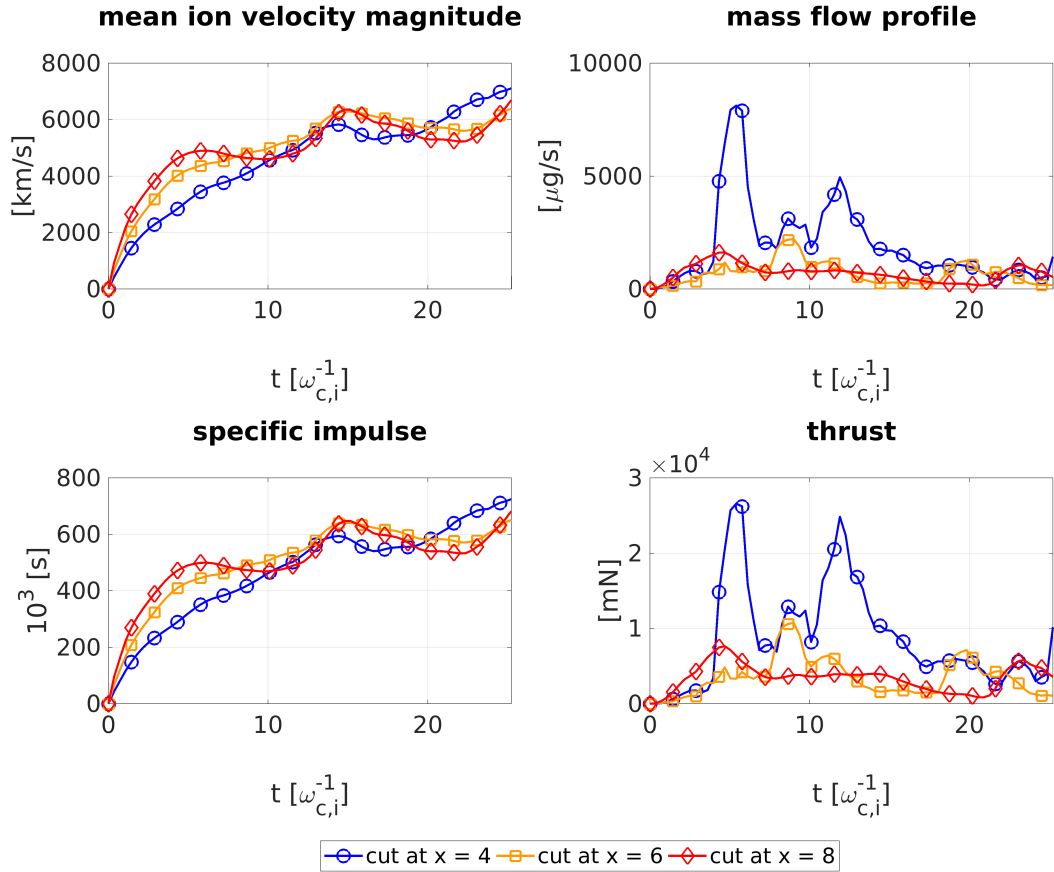 mean ion velocity magnitude
8000
6000
4000
2000
0
[km/s]
0 10 20
t [ω⁻¹c,i]
mass flow profile
10000
5000
0
[μg/s]
0 10 20
t [ω⁻¹c,i]
specific impulse
800
600
400
200
0
10³ [s]
0 10 20
t [ω⁻¹c,i]
thrust
×10⁴
3
2
1
0
[mN]
0 10 20
t [ω⁻¹c,i]
cut at x = 4 cut at x = 6 cut at x = 8